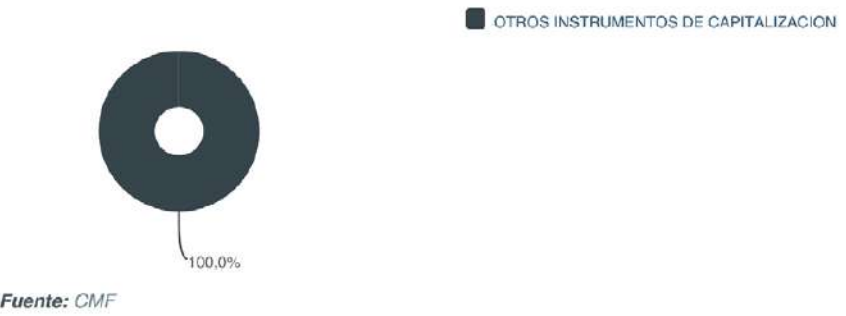 OTROS INSTRUMENTOS DE CAPITALIZACION
100,0%
Fuente: CMF